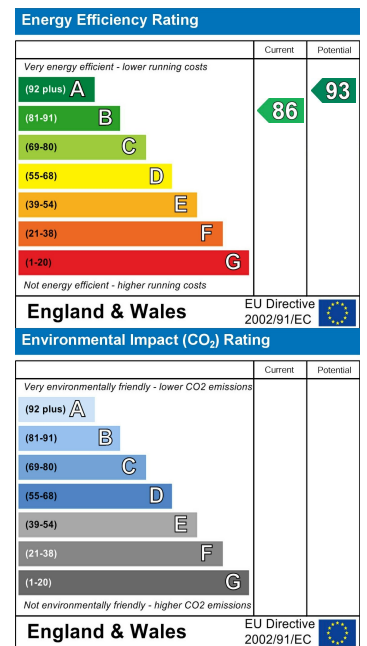 Energy Efficiency Rating
Current Potential
Very energy efficient - lower running costs
(92 plus) A
(81-91) B
(69-80) C
(55-68) D
(39-54) E
(21-38) F
(1-20) G
86
93
Not energy efficient - higher running costs
England & Wales
EU Directive
2002/91/EC
Environmental Impact (CO₂) Rating
Current Potential
Very environmentally friendly - lower CO2 emissions
(92 plus) A
(81-91) B
(69-80) C
(55-68) D
(39-54) E
(21-38) F
(1-20) G
Not environmentally friendly - higher CO2 emissions
England & Wales
EU Directive
2002/91/EC